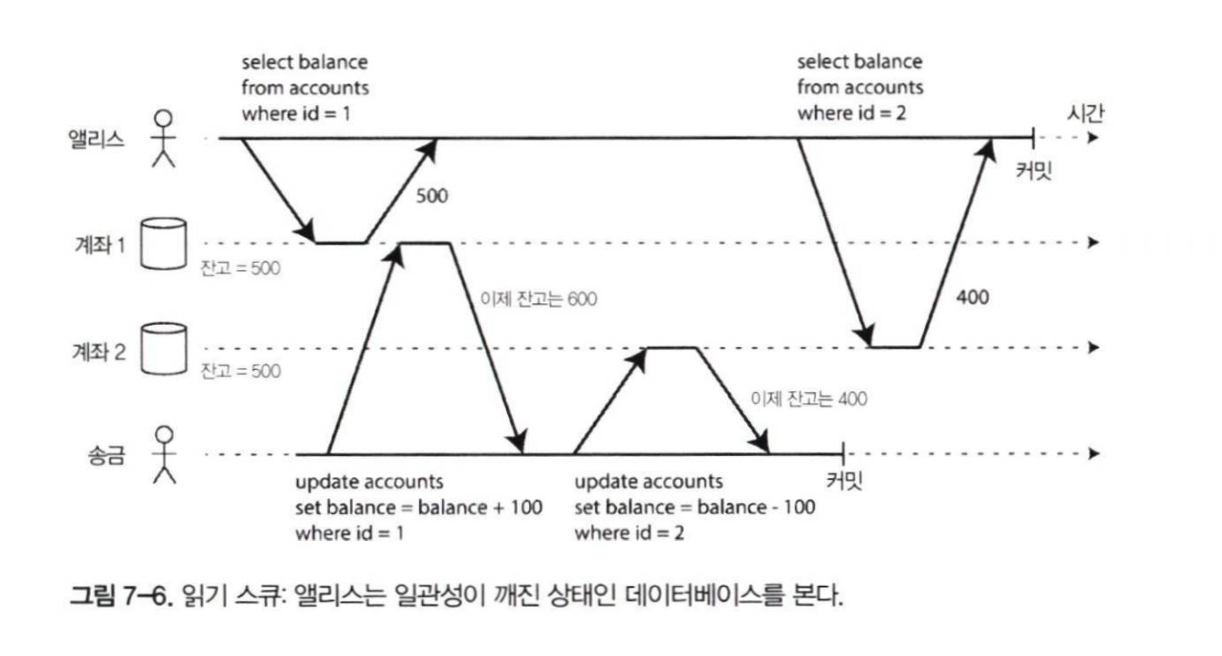 select balance
from accounts
where id = 1
select balance
from accounts
where id = 2
시간
앨리스
커밋
500
계좌 1
잔고 = 500
이제 잔고는 600
400
계좌 2
잔고 = 500
이제 잔고는 400
송금
커밋
update accounts
set balance = balance + 100
where id = 1
update accounts
set balance = balance - 100
where id = 2
그림 7-6. 읽기 스큐: 앨리스는 일관성이 깨진 상태인 데이터베이스를 본다.